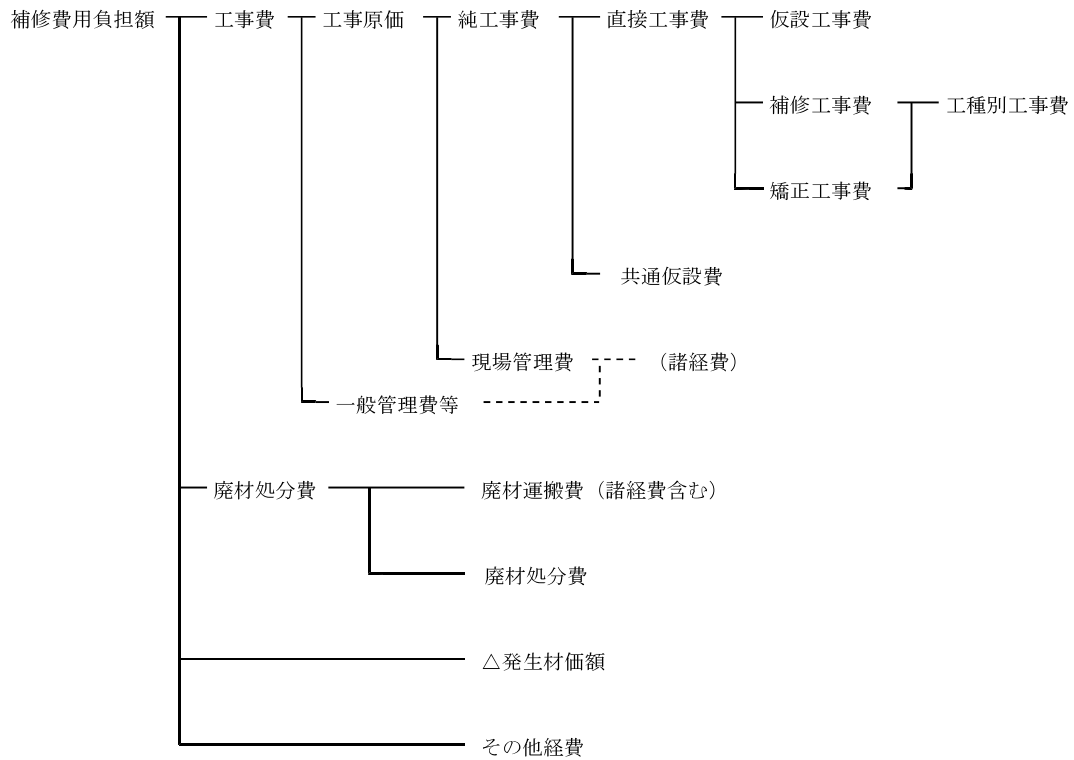 補修費用負担額 工事費 工事原価 純工事費 直接工事費 仮設工事費
補修工事費 工種別工事費
矯正工事費
共通仮設費
現場管理費 (諸経費)
一般管理費等
廃材処分費 廃材運搬費(諸経費含む)
廃材処分費
△発生材価額
その他経費